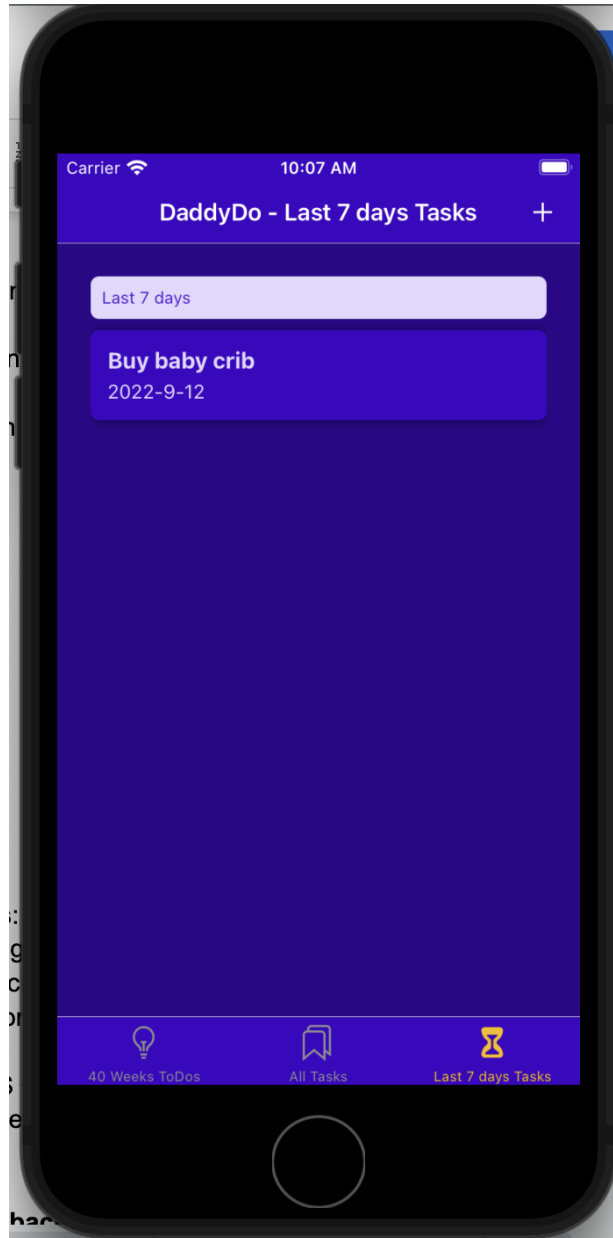 Carrier 10:07 AM
DaddyDo - Last 7 days Tasks +
Last 7 days
Buy baby crib
2022-9-12
40 Weeks ToDos All Tasks Last 7 days Tasks